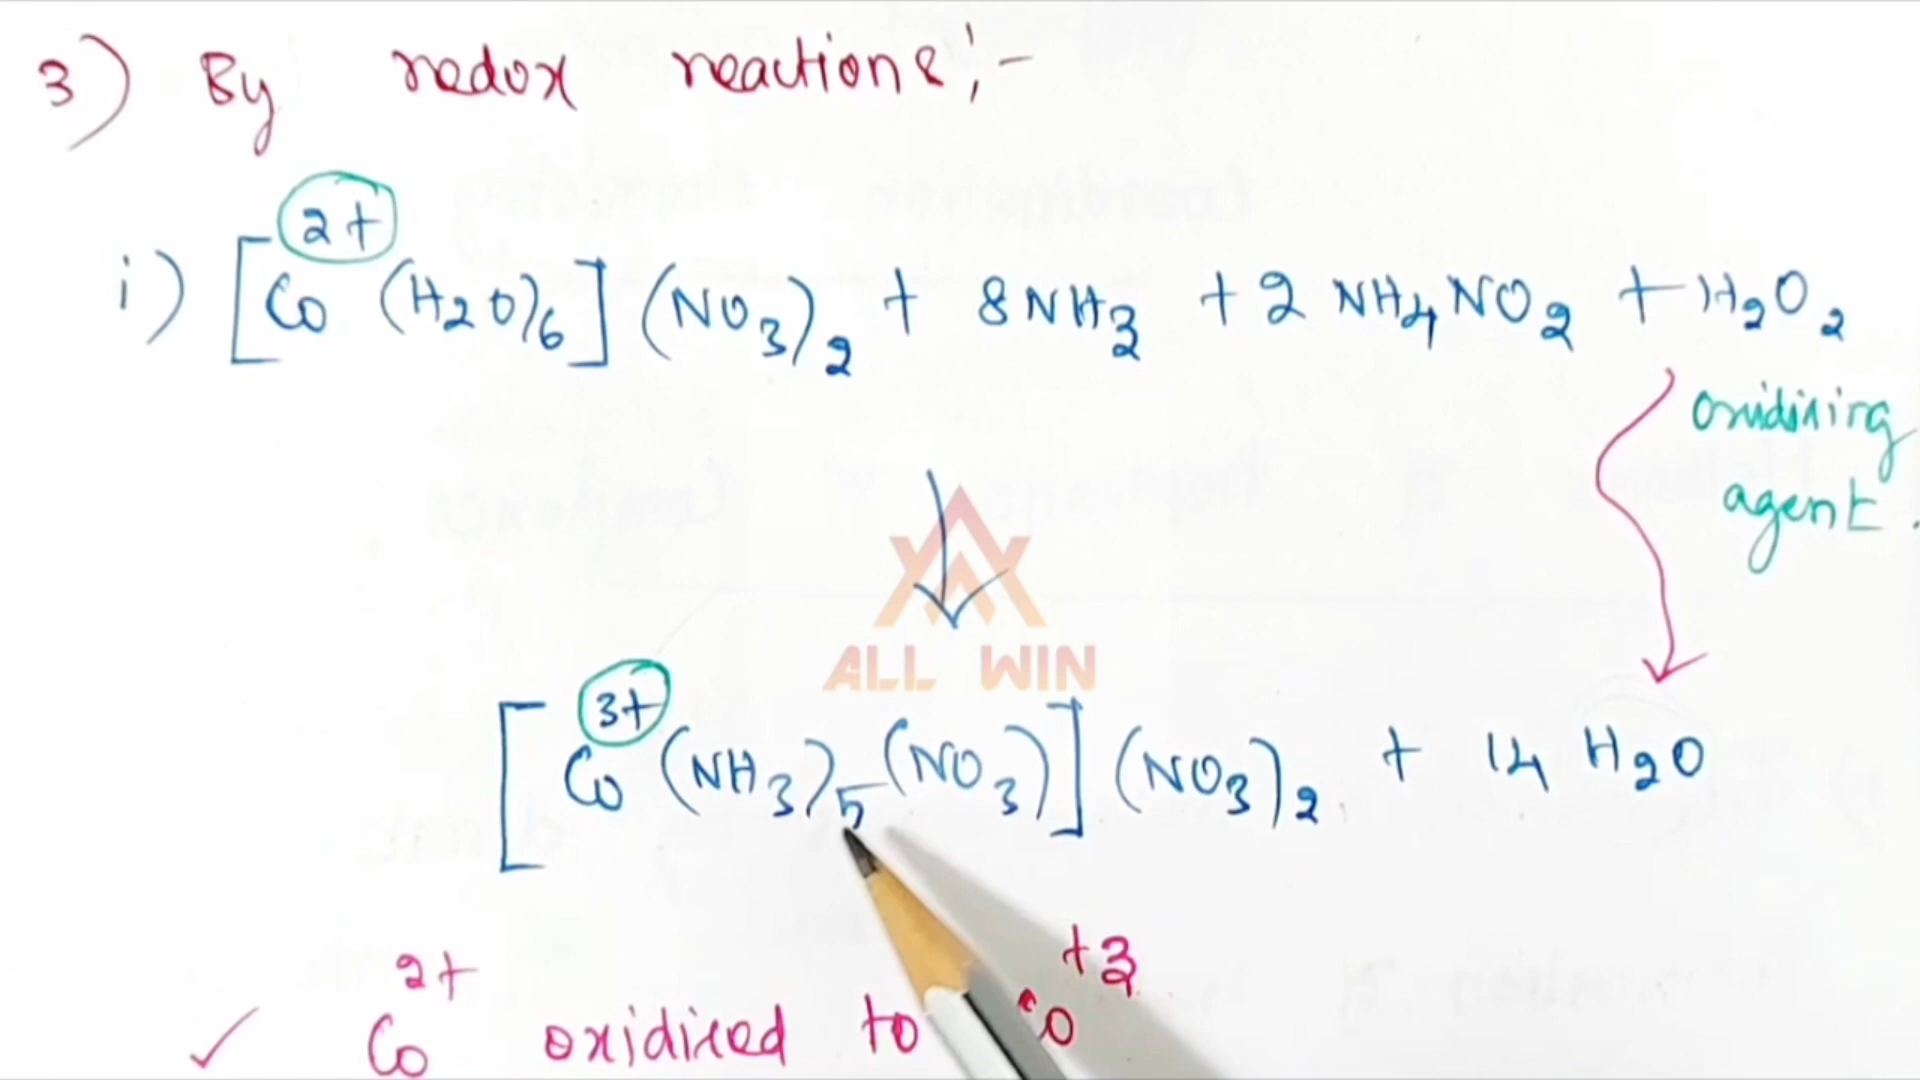 3) By redox reactions:-
2+
i) [Co (H2O)6] (NO3)2 + 8NH3 + 2 NH4NO2 + H2O2
oxidising
agent.
ALL WIN
3+
[Co (NH3)5 (NO3)] (NO3)2 + 14 H2O
2+ +3
✓ Co oxidised to Co